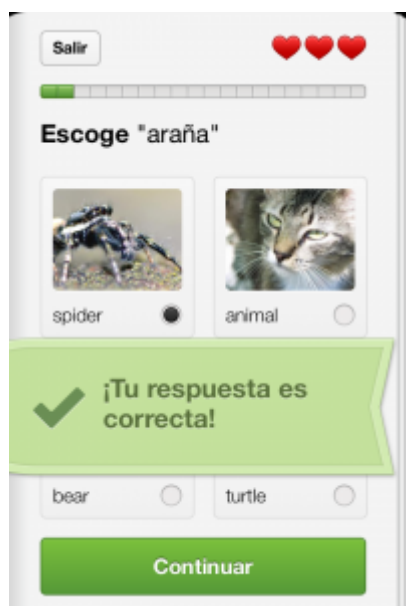 Salir
Escoge "araña"
spider
animal
¡Tu respuesta es
correcta!
bear
turtle
Continuar